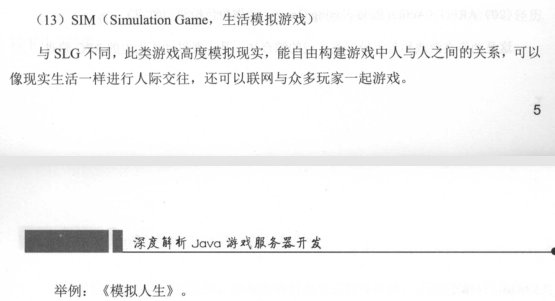 （13）SIM（Simulation Game，生活模拟游戏）
与 SLG 不同，此类游戏高度模拟现实，能自由构建游戏中人与人之间的关系，可以
像现实生活一样进行人际交往，还可以联网与众多玩家一起游戏。
5
深度解析 Java 游戏服务器开发
举例：《模拟人生》。